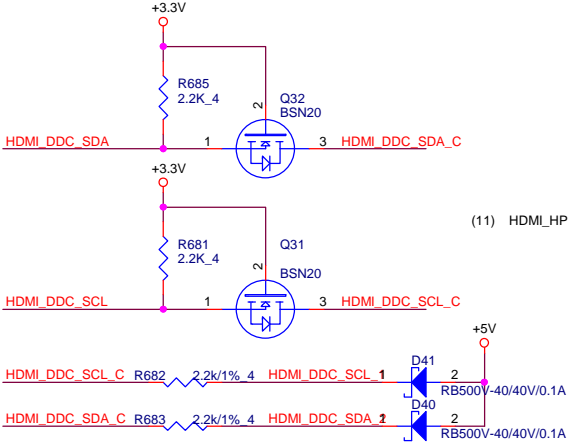 +3.3V
R685
2.2K_4
Q32
BSN20
2
HDMI_DDC_SDA
1
3
HDMI_DDC_SDA_C
+3.3V
(11) HDMI_HP
R681
2.2K_4
Q31
BSN20
2
HDMI_DDC_SCL
1
3
HDMI_DDC_SCL_C
+5V
D41
HDMI_DDC_SCL_C R682 2.2k/1%_4 HDMI_DDC_SCL_1 1 2
RB500V-40/40V/0.1A
D40
HDMI_DDC_SDA_C R683 2.2k/1%_4 HDMI_DDC_SDA_1 2
RB500V-40/40V/0.1A